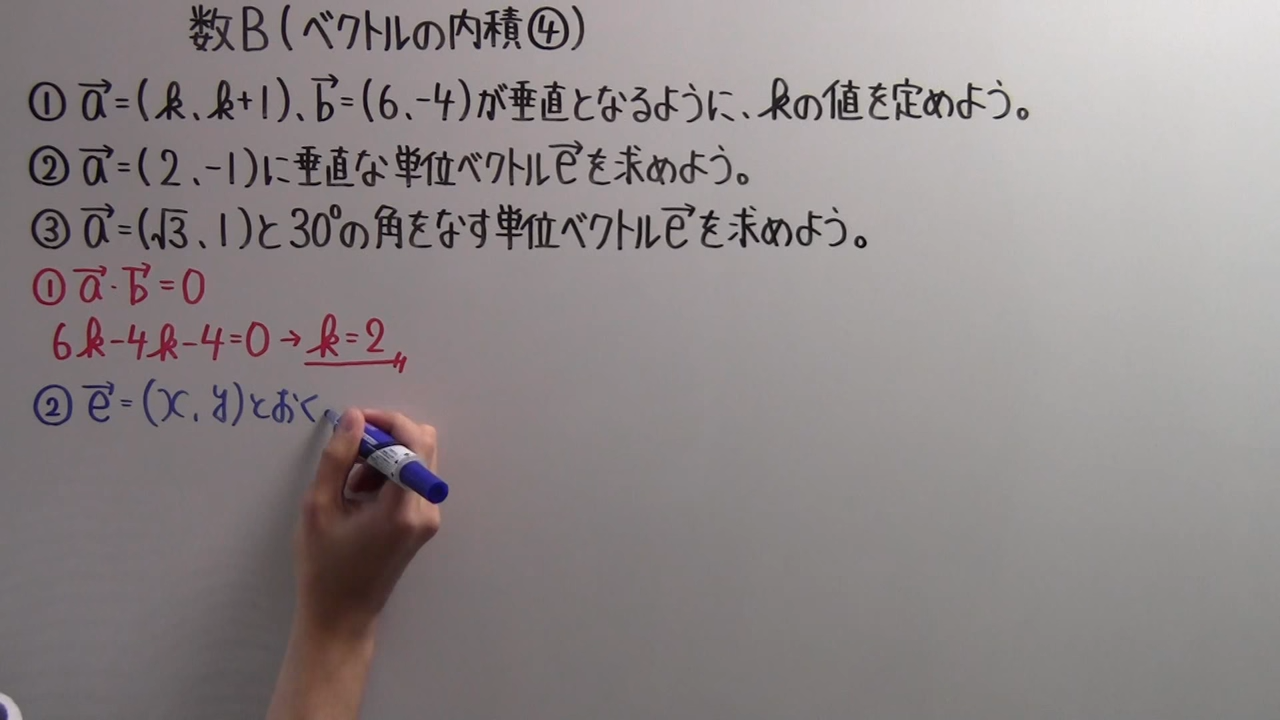 数B(ベクトルの内積④)
① a⃗=(k、k+1)、b⃗=(6、-4)が垂直となるように、kの値を定めよう。
② a⃗=(2、-1)に垂直な単位ベクトルe⃗を求めよう。
③ a⃗=(√3、1)と30°の角をなす単位ベクトルe⃗を求めよう。
① a⃗・b⃗=0
6k-4k-4=0→k=2
② e⃗=(x、y)とおく